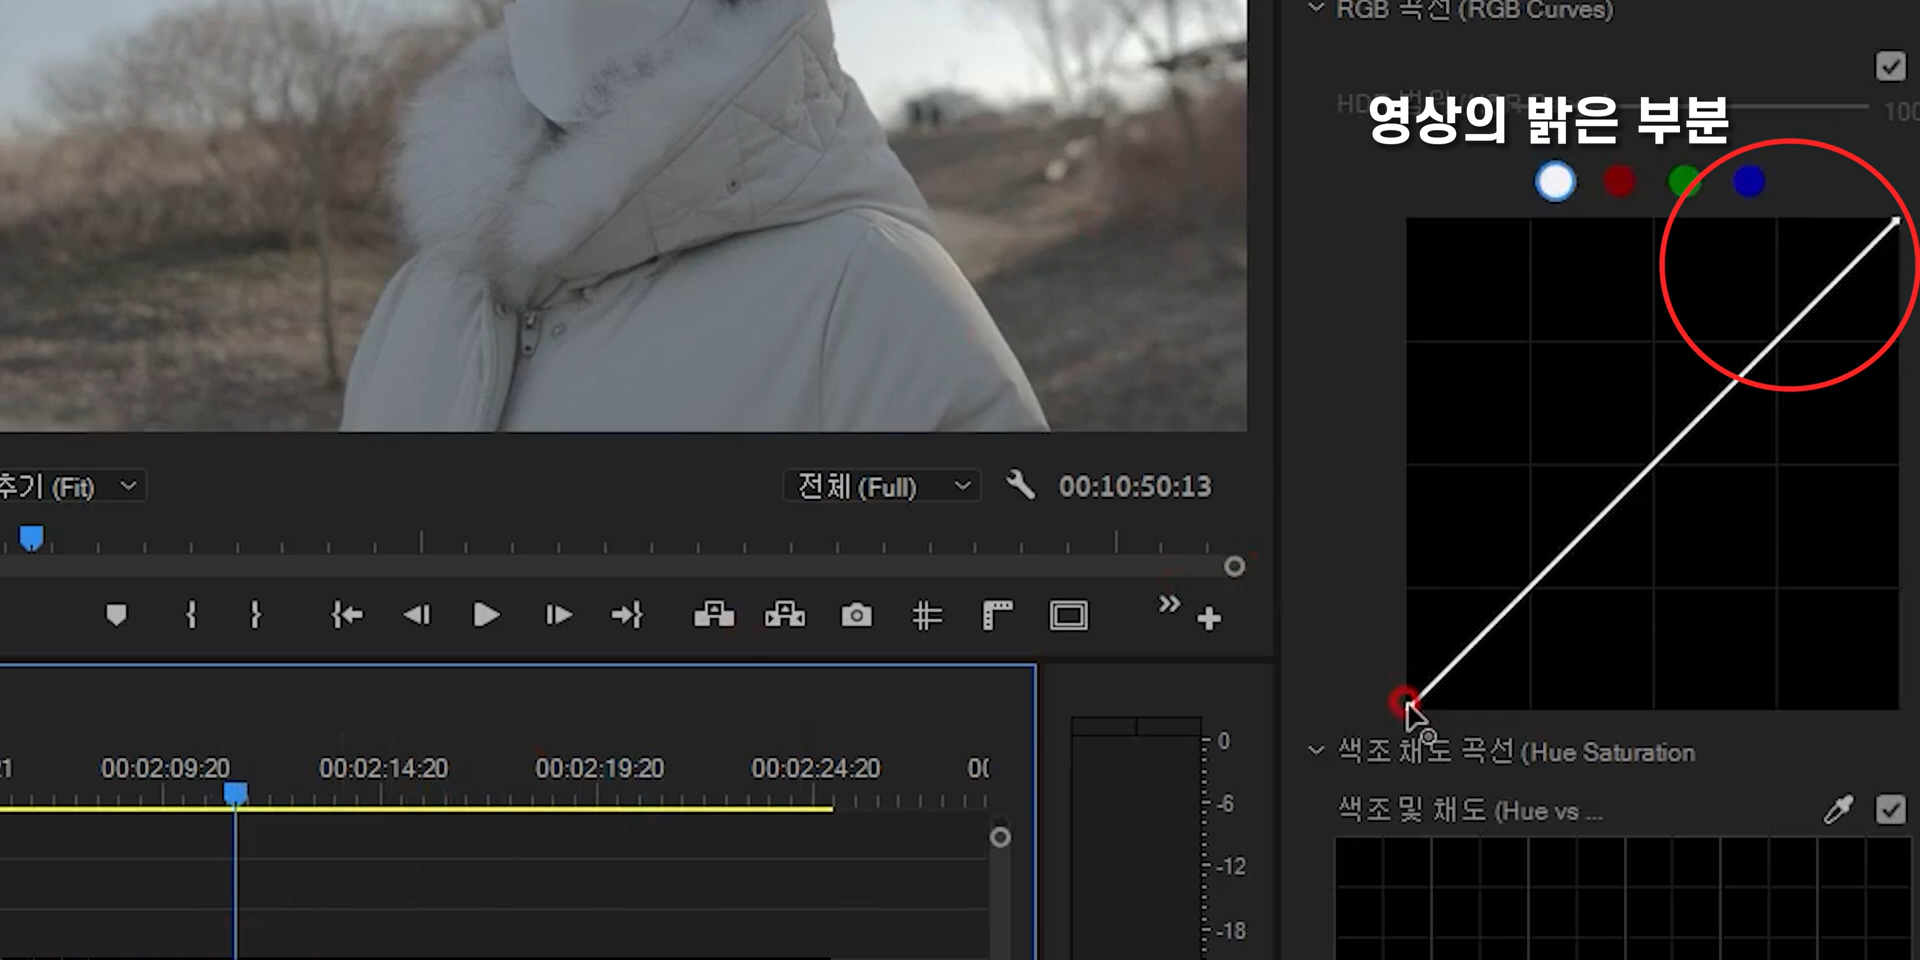 RGB 곡선 (RGB Curves)
100
영상의 밝은 부분
추기 (Fit)
전체 (Full)
00:10:50:13
21
00:02:09:20
00:02:14:20
00:02:19:20
00:02:24:20
00
0
-6
-12
-18
색조 채도 곡선 (Hue Saturation
색조 및 채도 (Hue vs ...